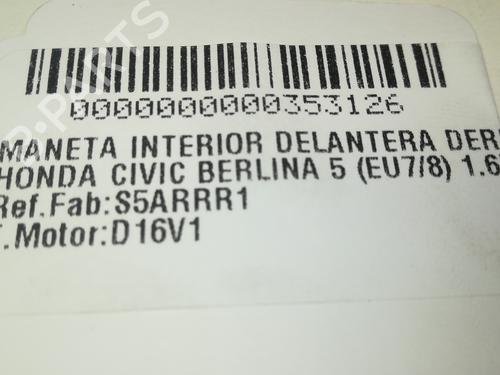 0000000000353126
MANETA INTERIOR DELANTERA DER
HONDA CIVIC BERLINA 5 (EU7/8) 1.6
Ref.Fab:S5ARRR1
T.Motor:D16V1